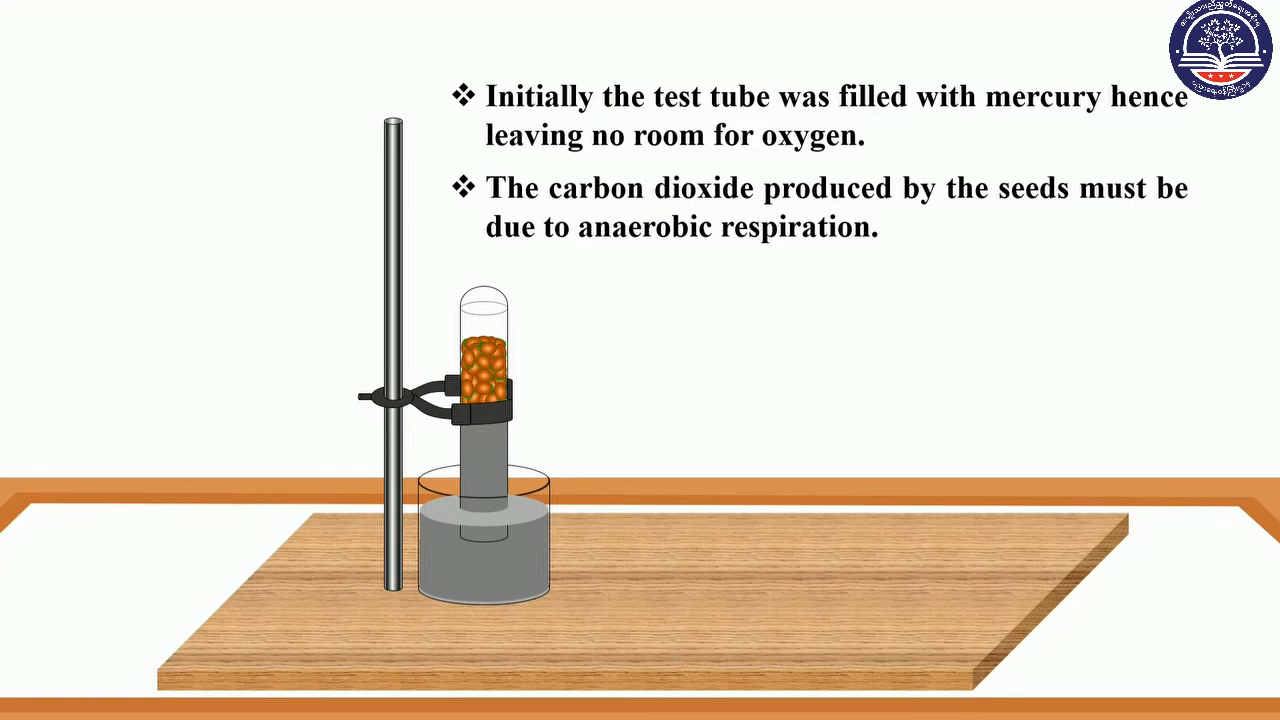 ❖ Initially the test tube was filled with mercury hence
leaving no room for oxygen.
❖ The carbon dioxide produced by the seeds must be
due to anaerobic respiration.